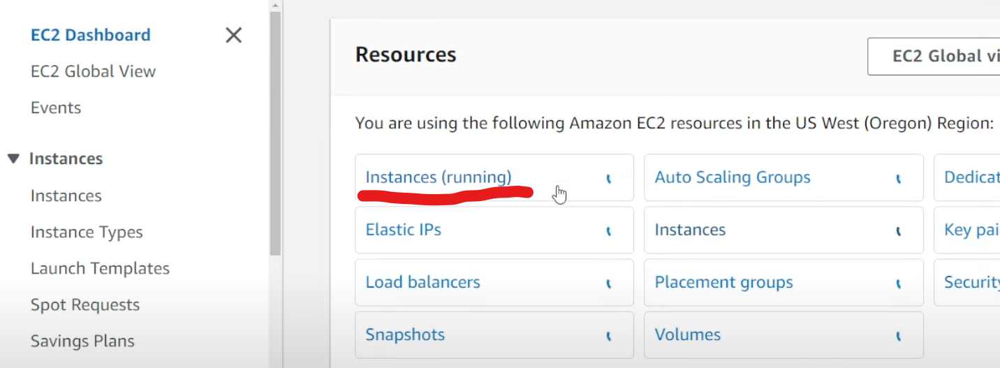 EC2 Dashboard
EC2 Global View
Events
Instances
Instances
Instance Types
Launch Templates
Spot Requests
Savings Plans
Resources
EC2 Global vi
You are using the following Amazon EC2 resources in the US West (Oregon) Region:
Instances (running)
Auto Scaling Groups
Dedicat
Elastic IPs
Instances
Key pai
Load balancers
Placement groups
Security
Snapshots
Volumes